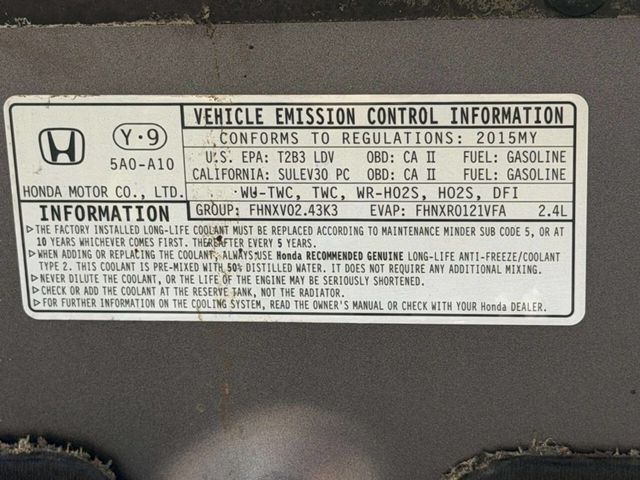 Y·9
5A0-A10
HONDA MOTOR CO., LTD.
VEHICLE EMISSION CONTROL INFORMATION
CONFORMS TO REGULATIONS: 2015MY
U.S. EPA: T2B3 LDV OBD: CA II FUEL: GASOLINE
CALIFORNIA: SULEV30 PC OBD: CA II FUEL: GASOLINE
WU-TWC, TWC, WR-HO2S, HO2S, DFI
GROUP: FHNXV02.43K3 EVAP: FHNXR0121VFA 2.4L
INFORMATION
▷THE FACTORY INSTALLED LONG-LIFE COOLANT MUST BE REPLACED ACCORDING TO MAINTENANCE MINDER SUB CODE 5, OR AT
10 YEARS WHICHEVER COMES FIRST. THEREAFTER EVERY 5 YEARS.
▷WHEN ADDING OR REPLACING THE COOLANT, ALWAYS USE Honda RECOMMENDED GENUINE LONG-LIFE ANTI-FREEZE/COOLANT
TYPE 2. THIS COOLANT IS PRE-MIXED WITH 50% DISTILLED WATER. IT DOES NOT REQUIRE ANY ADDITIONAL MIXING.
▷NEVER DILUTE THE COOLANT, OR THE LIFE OF THE ENGINE MAY BE SERIOUSLY SHORTENED.
▷CHECK OR ADD THE COOLANT AT THE RESERVE TANK, NOT THE RADIATOR.
▷FOR FURTHER INFORMATION ON THE COOLING SYSTEM, READ THE OWNER'S MANUAL OR CHECK WITH YOUR Honda DEALER.